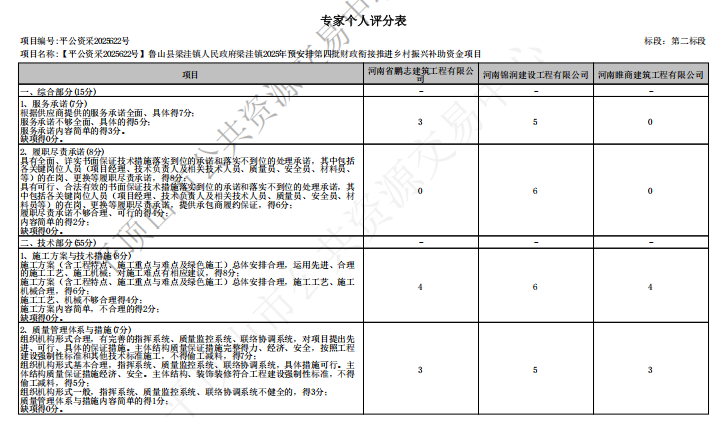 专家个人评分表
项目编号:平公资采2025622号 标段：第二标段
项目名称:【平公资采2025622号】鲁山县梁洼镇人民政府梁洼镇2025年预安排第四批财政衔接推进乡村振兴补助资金项目
项目 河南省鹏志建筑工程有限公司 河南锦润建设工程有限公司 河南睢商建筑工程有限公司
一、综合部分(15分) - - -
1、服务承诺(7分)
根据供应商提供的服务承诺全面、具体得7分；
服务承诺不够全面、具体的得5分；
服务承诺内容简单的得3分。
缺项得0分。
3 5 0
2、履职尽责承诺(8分)
具有全面、详实书面保证技术措施落实到位的承诺和落实不到位的处理承诺，其中包括
各关键岗位人员（项目经理、技术负责人及相关技术人员、质量员、安全员、材料员、
等）的在岗、更换等履职尽责承诺，得8分；
具有可行、合法有效的书面保证技术措施落实到位的承诺和落实不到位的处理承诺，其
中包括各关键岗位人员（项目经理、技术负责人及相关技术人员、质量员、安全员、材
料员等）的在岗、更换等履职尽责承诺，提供承包商履约保证，得6分；
履职尽责承诺不够合理、可行的得4分；
内容简单的得2分；
缺项得0分。
0 6 0
二、技术部分(55分) - - -
1、施工方案与技术措施(8分)
施工方案（含工程特点、施工重点与难点及绿色施工）总体安排合理，运用先进、合理
的施工工艺、施工机械；对施工难点有相应建议，得8分；
施工方案（含工程特点、施工重点与难点及绿色施工）总体安排合理，施工工艺、施工
机械合理，得6分；
施工工艺、机械不够合理得4分；
施工方案内容简单，不合理的得2分；
缺项得0分。
4 6 4
2、质量管理体系与措施(7分)
组织机构形式合理，有完善的指挥系统、质量监控系统、联络协调系统，对项目提出先
进、可行、具体的保证措施。主体结构质量保证措施完整得力、经济、安全，按照工程
建设强制性标准和其他技术标准施工，不得偷工减料，得7分；
组织机构形式基本合理，指挥系统、质量监控系统、联络协调系统，具体措施可行。主
体结构质量保证措施经济、安全。主体结构、装饰装修符合工程建设强制性标准，不得
偷工减料，得5分；
组织机构形式一般，指挥系统、质量监控系统、联络协调系统不健全的，得3分；
质量管理体系与措施内容简单的得1分；
缺项得0分。
3 5 3